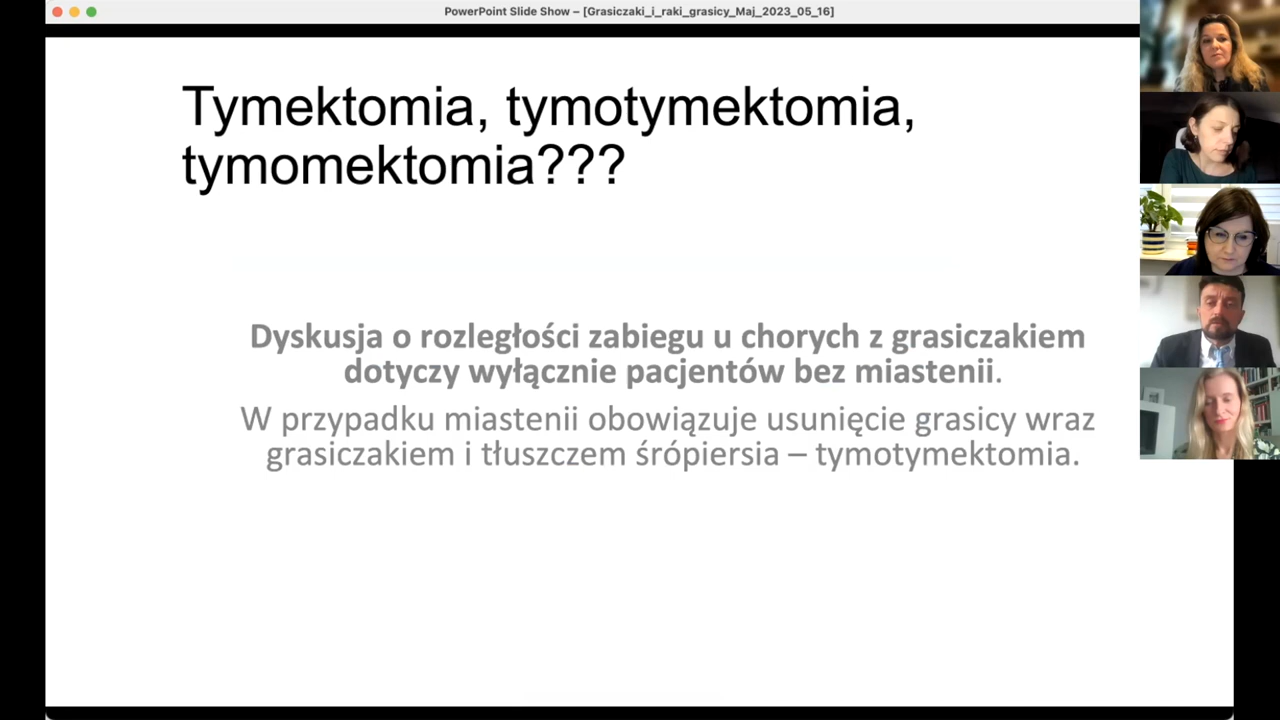 PowerPoint Slide Show – [Grasiczaki_i_raki_grasicy_Maj_2023_05_16]
Tymektomia, tymotymektomia,
tymomektomia???
Dyskusja o rozległości zabiegu u chorych z grasiczakiem
dotyczy wyłącznie pacjentów bez miastenii.
W przypadku miastenii obowiązuje usunięcie grasicy wraz
grasiczakiem i tłuszczem śrópiersia – tymotymektomia.